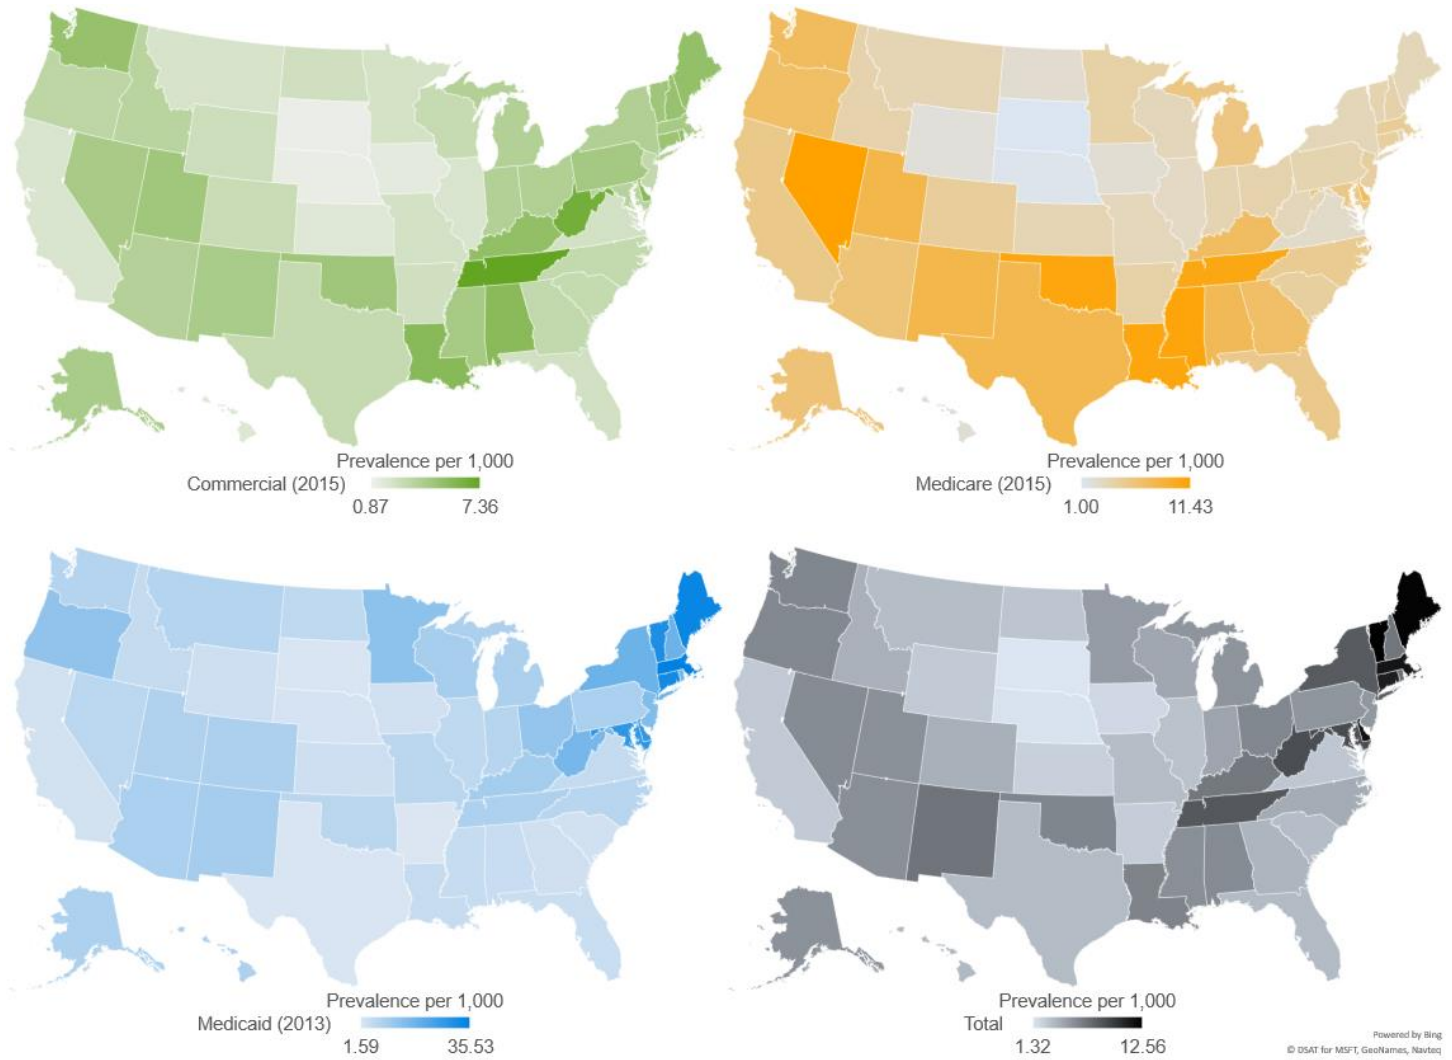 Prevalence per 1,000
Commercial (2015)
0.87 7.36
Prevalence per 1,000
Medicare (2015)
1.00 11.43
Prevalence per 1,000
Medicaid (2013)
1.59 35.53
Prevalence per 1,000
Total
1.32 12.56
Powered by Bing
© DSAT for MSFT, GeoNames, Navteq